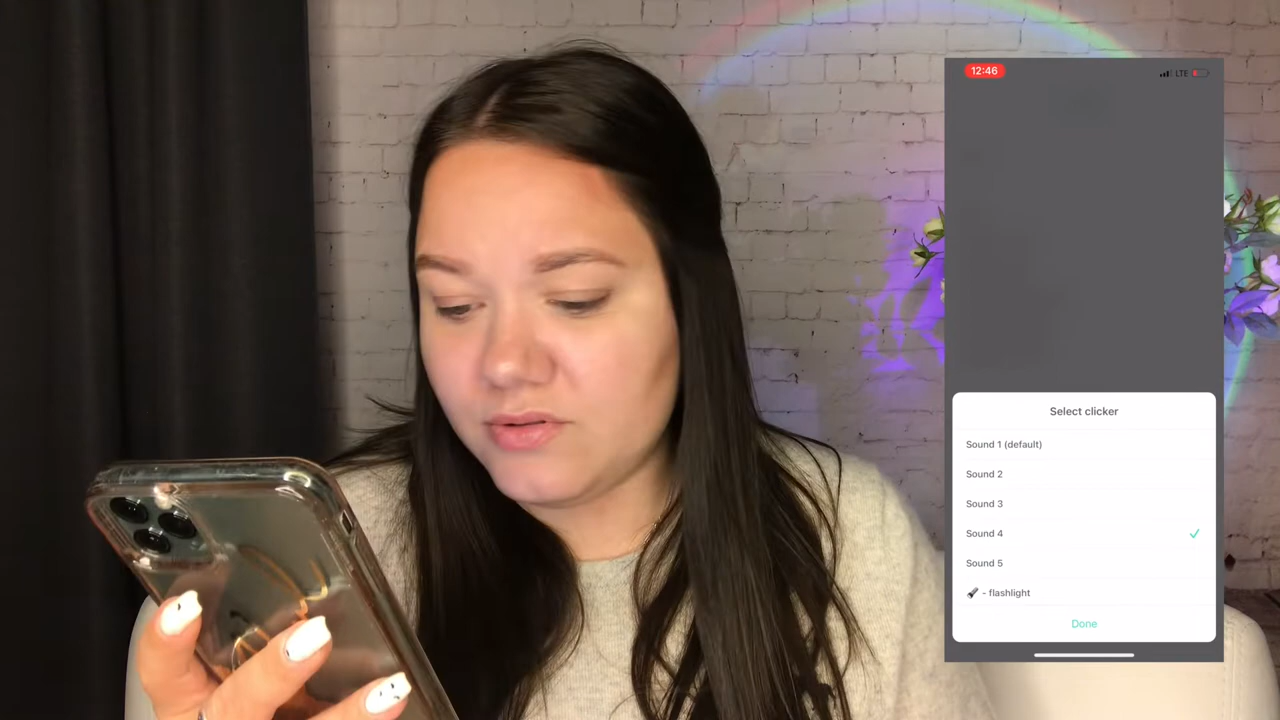 12:46
LTE
Select clicker
Sound 1 (default)
Sound 2
Sound 3
Sound 4
Sound 5
- flashlight
Done